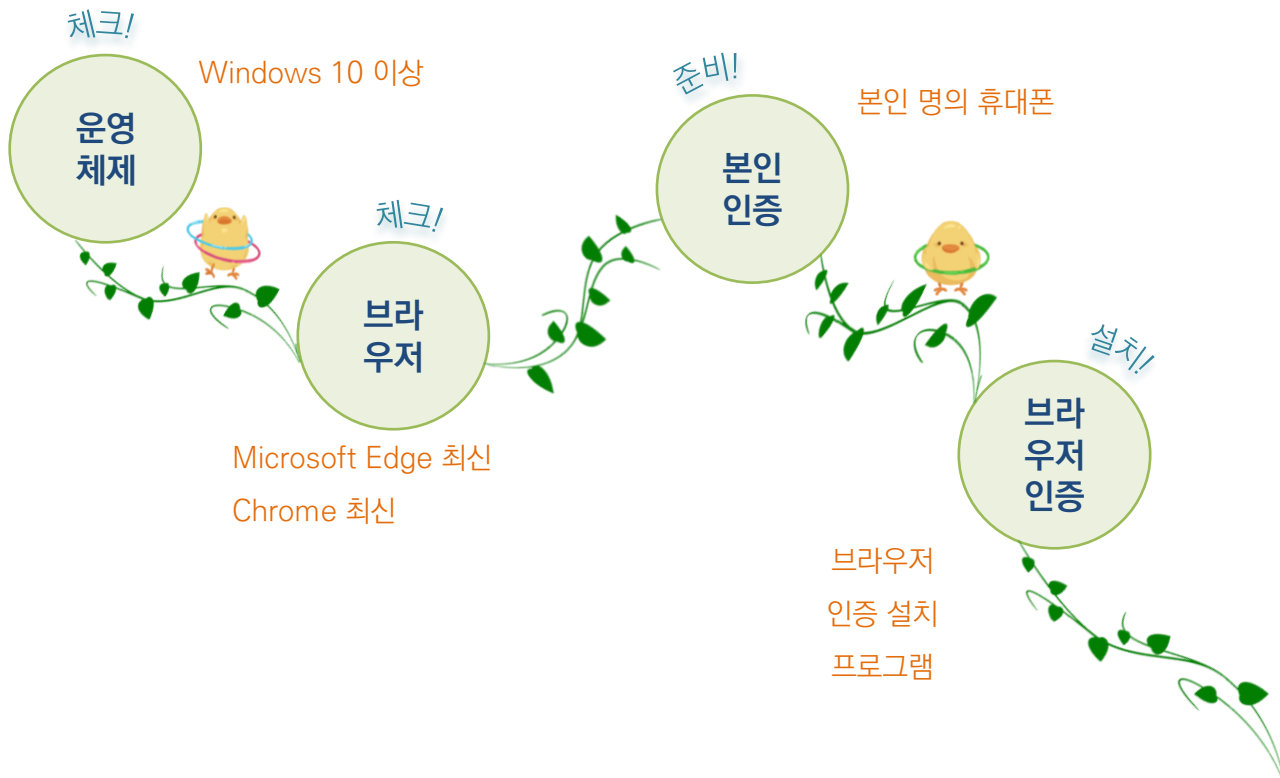 체크!
운영
체제
Windows 10 이상
체크!
브라
우저
Microsoft Edge 최신
Chrome 최신
준비!
본인
인증
본인 명의 휴대폰
설치!
브라
우저
인증
브라우저
인증 설치
프로그램